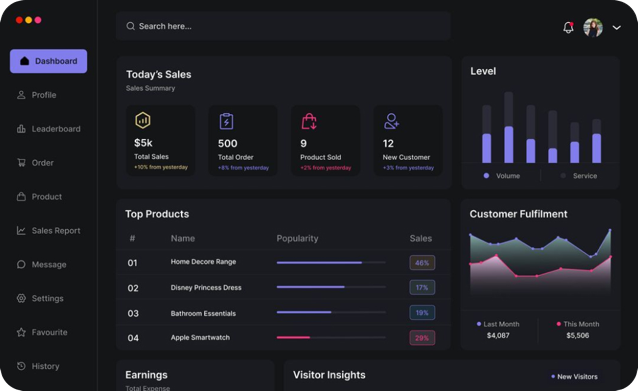 Search here...
Dashboard
Profile
Leaderboard
Order
Product
Sales Report
Message
Settings
Favourite
History
Today's Sales
Sales Summary
$5k
Total Sales
+10% from yesterday
500
Total Order
+8% from yesterday
9
Product Sold
+2% from yesterday
12
New Customer
+3% from yesterday
Level
Volume
Service
Top Products
# Name Popularity Sales
01 Home Decore Range 46%
02 Disney Princess Dress 17%
03 Bathroom Essentials 19%
04 Apple Smartwatch 29%
Customer Fulfilment
Last Month
$4,087
This Month
$5,506
Earnings
Total Expense
Visitor Insights
New Visitors